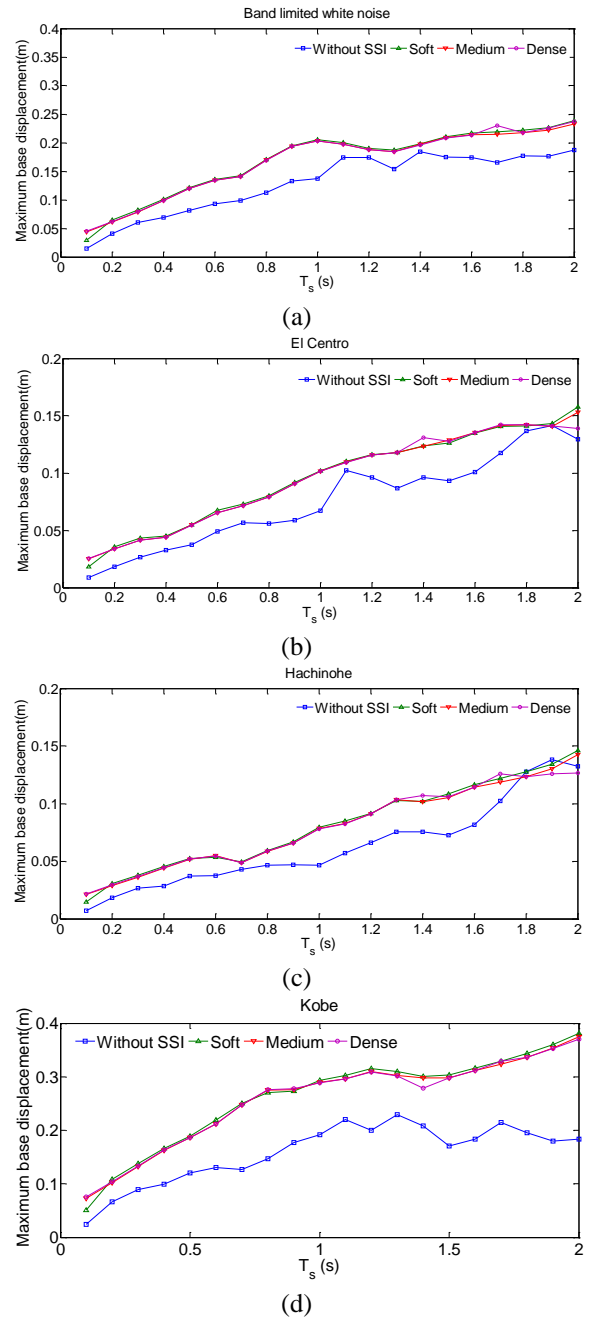 Band limited white noise
0.4
0.35
0.3
0.25
0.2
0.15
0.1
0.05
0
Maximum base displacement(m)
Without SSI Soft Medium Dense
0 0.2 0.4 0.6 0.8 1 1.2 1.4 1.6 1.8 2
T_s (s)
(a)
El Centro
0.2
0.15
0.1
0.05
0
Maximum base displacement(m)
Without SSI Soft Medium Dense
0 0.2 0.4 0.6 0.8 1 1.2 1.4 1.6 1.8 2
T_s (s)
(b)
Hachinohe
0.2
0.15
0.1
0.05
0
Maximum base displacement(m)
Without SSI Soft Medium Dense
0 0.2 0.4 0.6 0.8 1 1.2 1.4 1.6 1.8 2
T_s (s)
(c)
Kobe
0.4
0.3
0.2
0.1
0
Maximum base displacement(m)
Without SSI Soft Medium Dense
0 0.5 1 1.5 2
T_s (s)
(d)